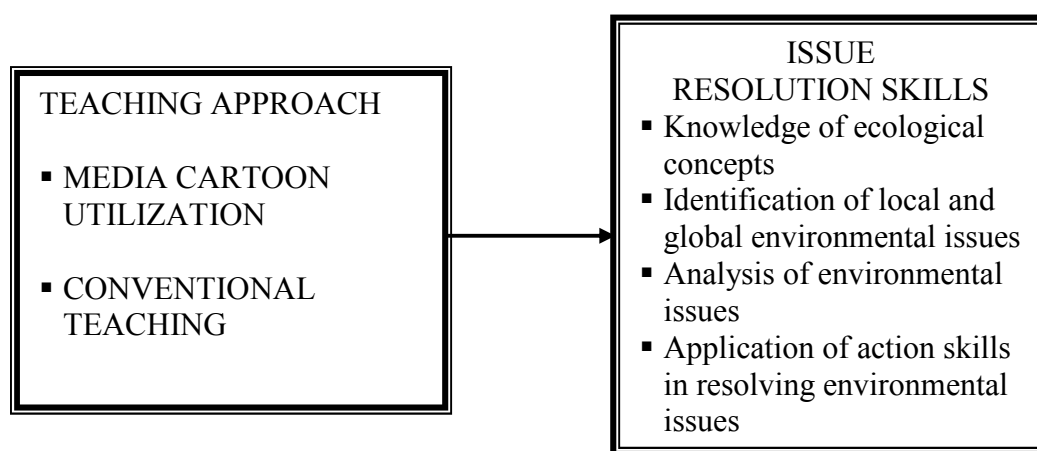 TEACHING APPROACH
▪ MEDIA CARTOON
UTILIZATION
▪ CONVENTIONAL
TEACHING
ISSUE
RESOLUTION SKILLS
▪ Knowledge of ecological
concepts
▪ Identification of local and
global environmental issues
▪ Analysis of environmental
issues
▪ Application of action skills
in resolving environmental
issues